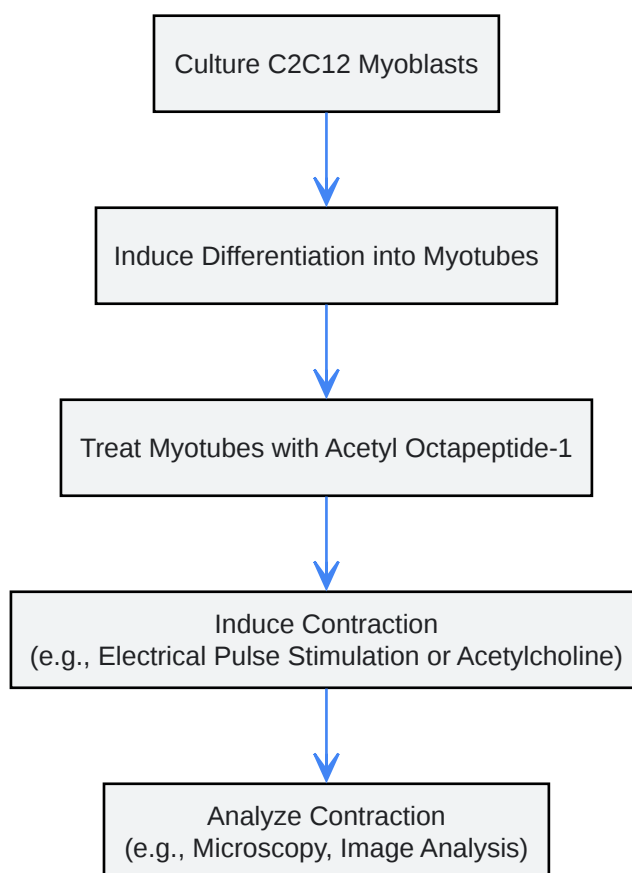 Culture C2C12 Myoblasts
Induce Differentiation into Myotubes
Treat Myotubes with Acetyl Octapeptide-1
Induce Contraction
(e.g., Electrical Pulse Stimulation or Acetylcholine)
Analyze Contraction
(e.g., Microscopy, Image Analysis)